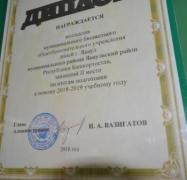 ДИПЛОМ
НАГРАЖДАЕТСЯ
коллектив
муниципального бюджетного
общеобразовательного учреждения
муниципального района Янаульский район
Республики Башкортостан,
занявший II место
по итогам подготовки
к новому 2018-2019 учебному году
Глава
Администрации
И. А. ВАЗИГАТОВ
2018 год